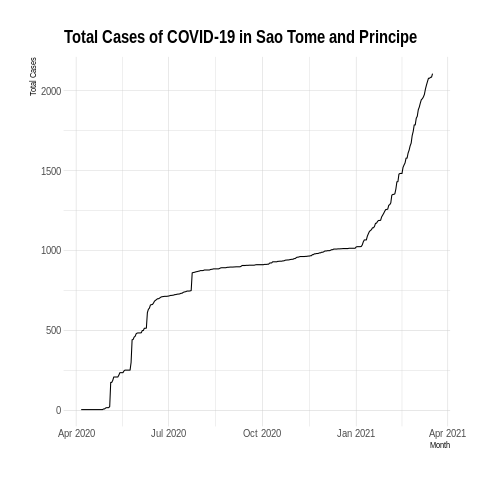 Total Cases of COVID-19 in Sao Tome and Principe
Total Cases
2000
1500
1000
500
0
Apr 2020 Jul 2020 Oct 2020 Jan 2021 Apr 2021
Month